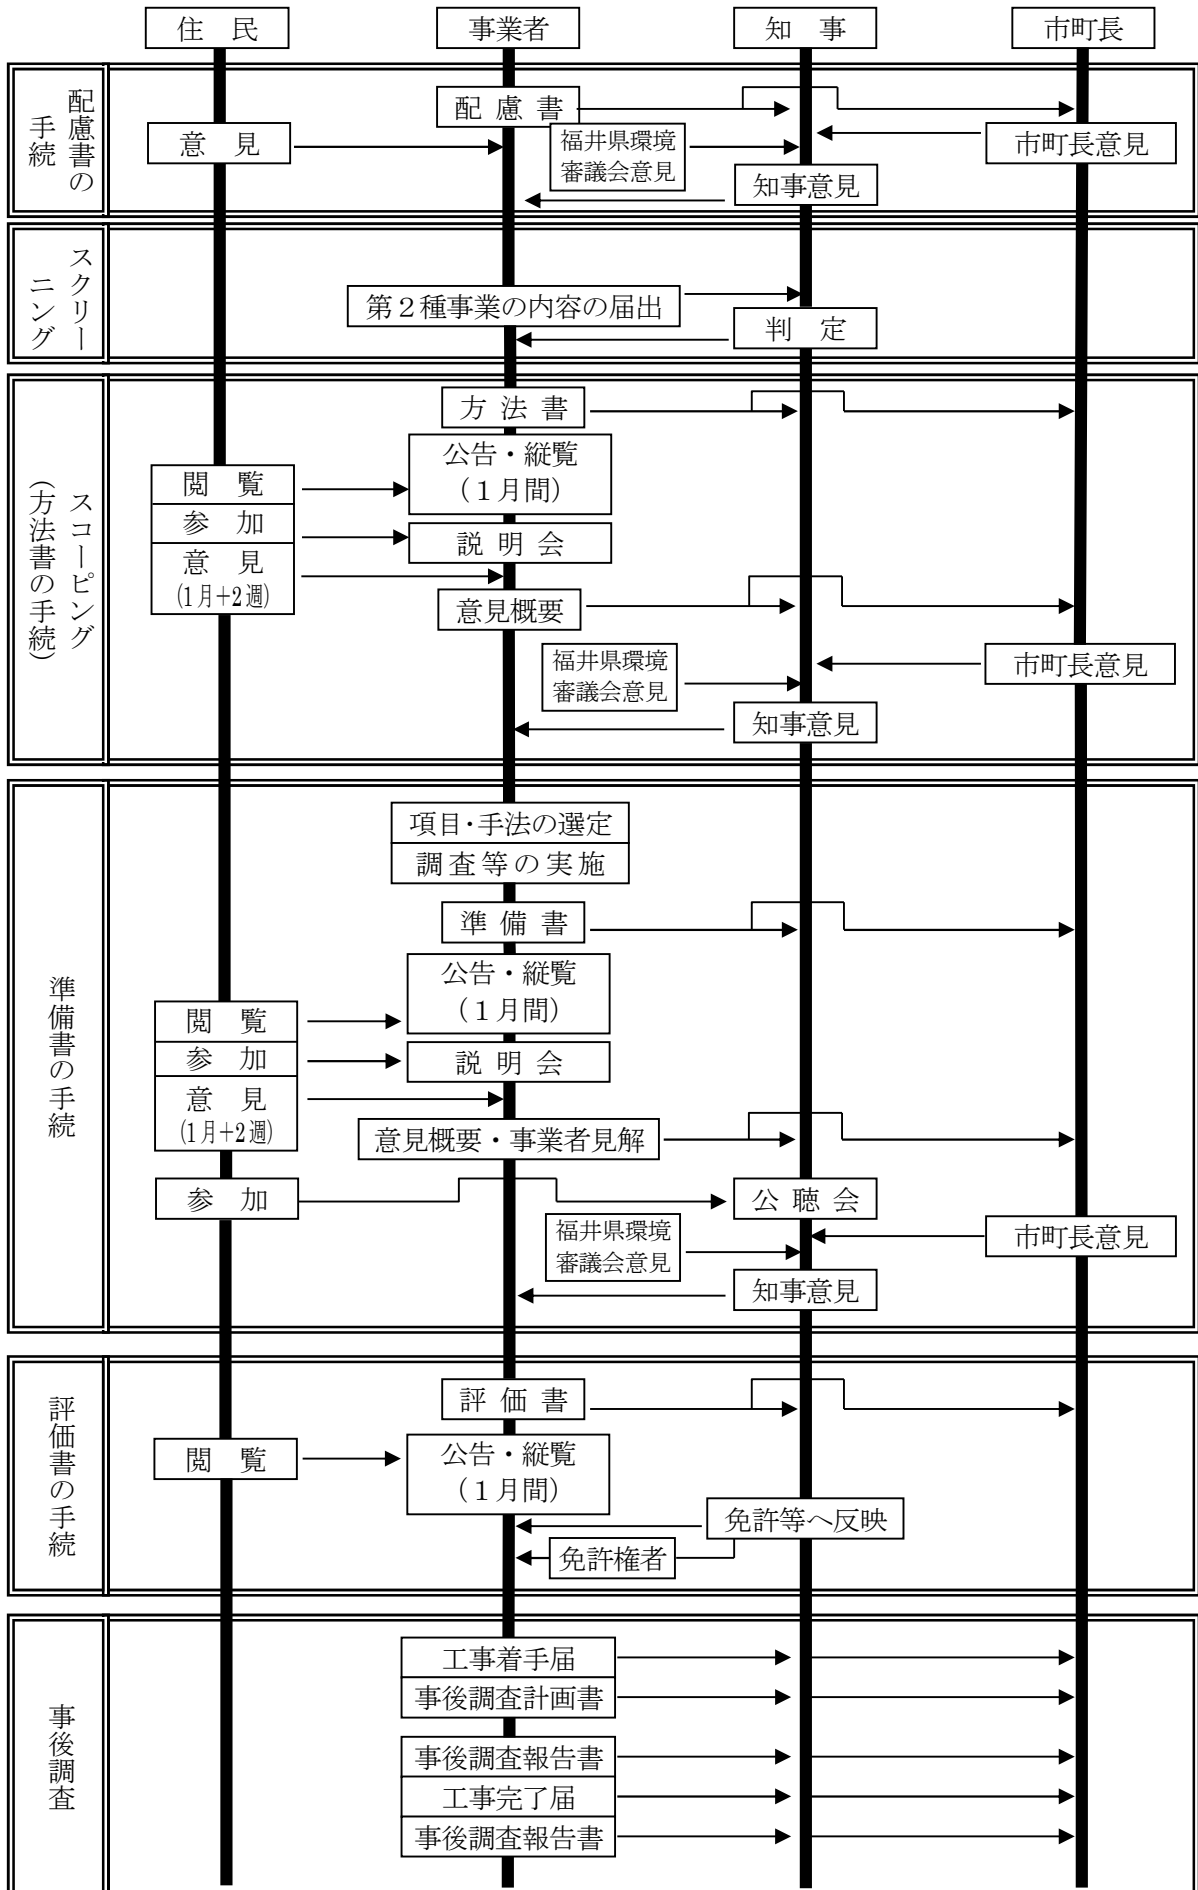 住 民
事業者
知 事
市町長
配慮書の
手続
配 慮 書
意 見
福井県環境
審議会意見
市町長意見
知事意見
スクリー
ニング
第２種事業の内容の届出
判 定
スコーピング
（方法書の手続）
方 法 書
公告・縦覧
（１月間）
閲 覧
参 加
説 明 会
意 見
(1月+2週)
意見概要
福井県環境
審議会意見
市町長意見
知事意見
準備書の手続
項目･手法の選定
調査等の実施
準 備 書
公告・縦覧
（１月間）
閲 覧
参 加
説 明 会
意 見
(1月+2週)
意見概要・事業者見解
参 加
公 聴 会
福井県環境
審議会意見
市町長意見
知事意見
評価書の手続
評 価 書
公告・縦覧
（１月間）
閲 覧
免許等へ反映
免許権者
事後調査
工事着手届
事後調査計画書
事後調査報告書
工事完了届
事後調査報告書